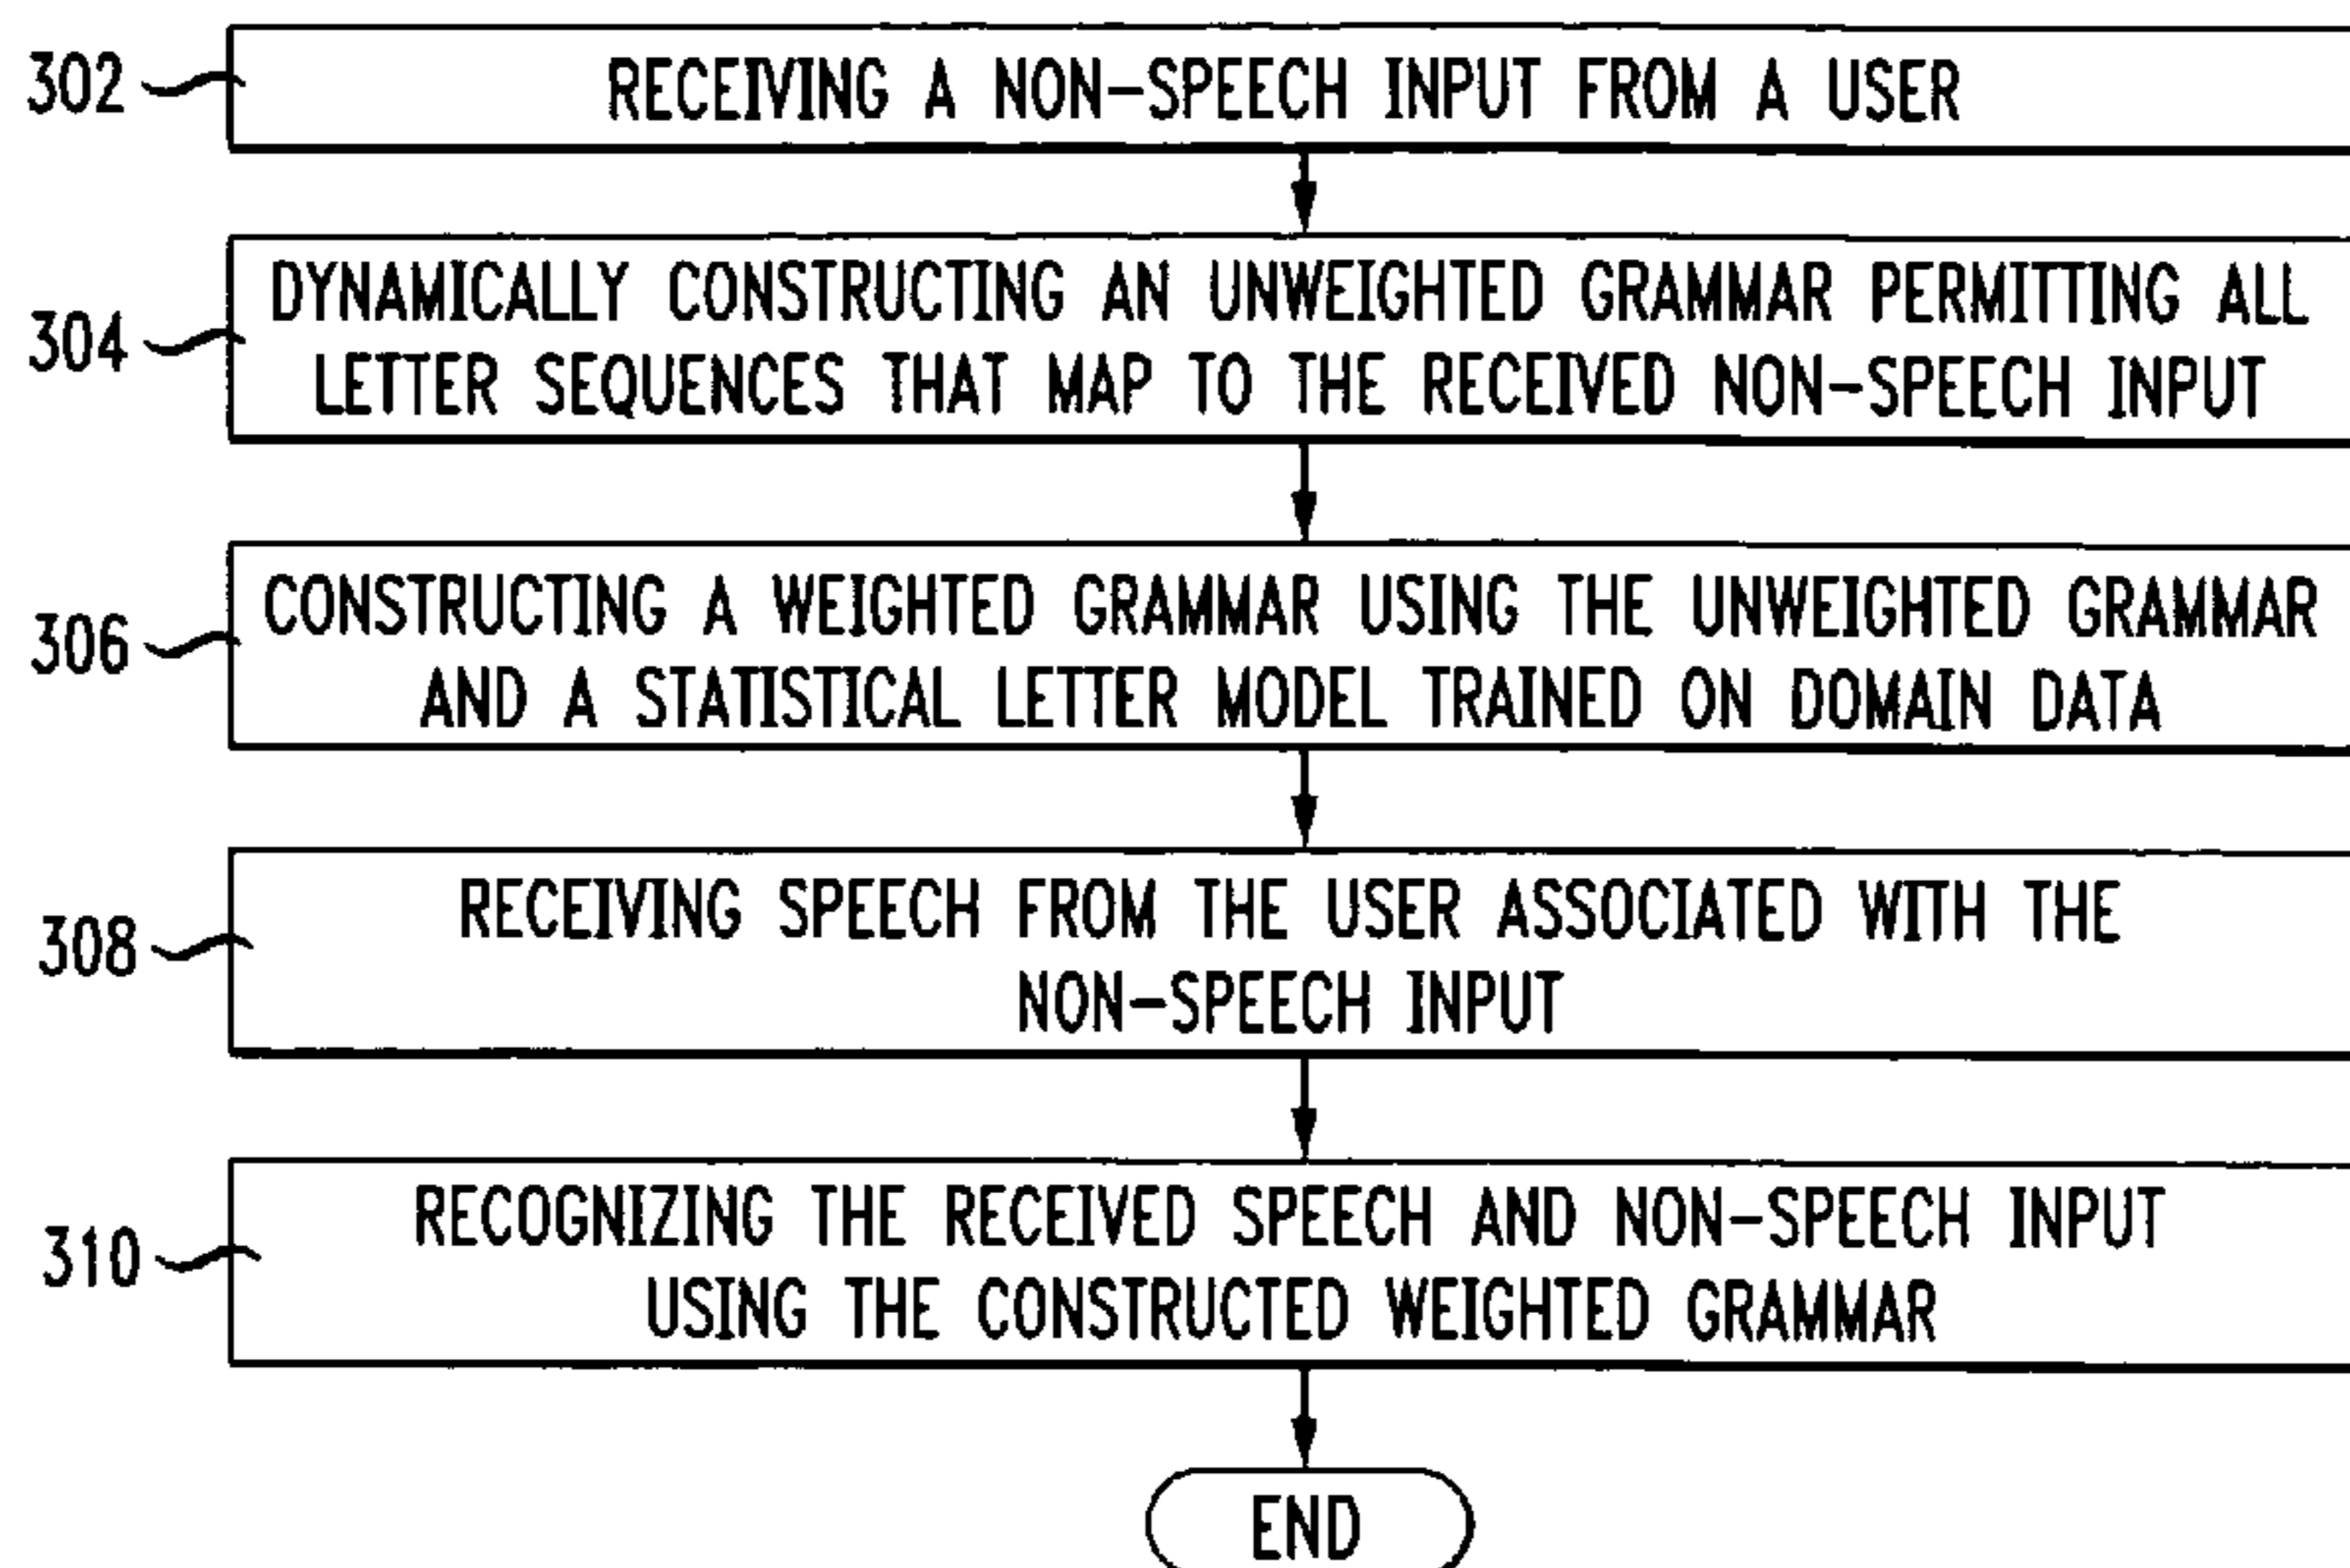 302
RECEIVING A NON-SPEECH INPUT FROM A USER
304
DYNAMICALLY CONSTRUCTING AN UNWEIGHTED GRAMMAR PERMITTING ALL
LETTER SEQUENCES THAT MAP TO THE RECEIVED NON-SPEECH INPUT
306
CONSTRUCTING A WEIGHTED GRAMMAR USING THE UNWEIGHTED GRAMMAR
AND A STATISTICAL LETTER MODEL TRAINED ON DOMAIN DATA
308
RECEIVING SPEECH FROM THE USER ASSOCIATED WITH THE
NON-SPEECH INPUT
310
RECOGNIZING THE RECEIVED SPEECH AND NON-SPEECH INPUT
USING THE CONSTRUCTED WEIGHTED GRAMMAR
END